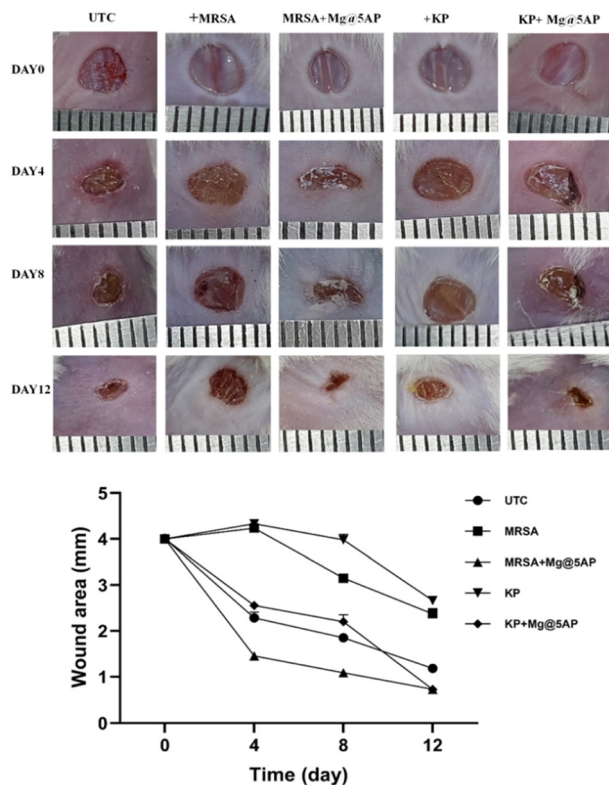 UTC +MRSA MRSA+Mg@5AP +KP KP+ Mg@5AP
DAY0
DAY4
DAY8
DAY12
5
4
3
2
1
0
Wound area (mm)
0 4 8 12
Time (day)
UTC
MRSA
MRSA+Mg@5AP
KP
KP+Mg@5AP